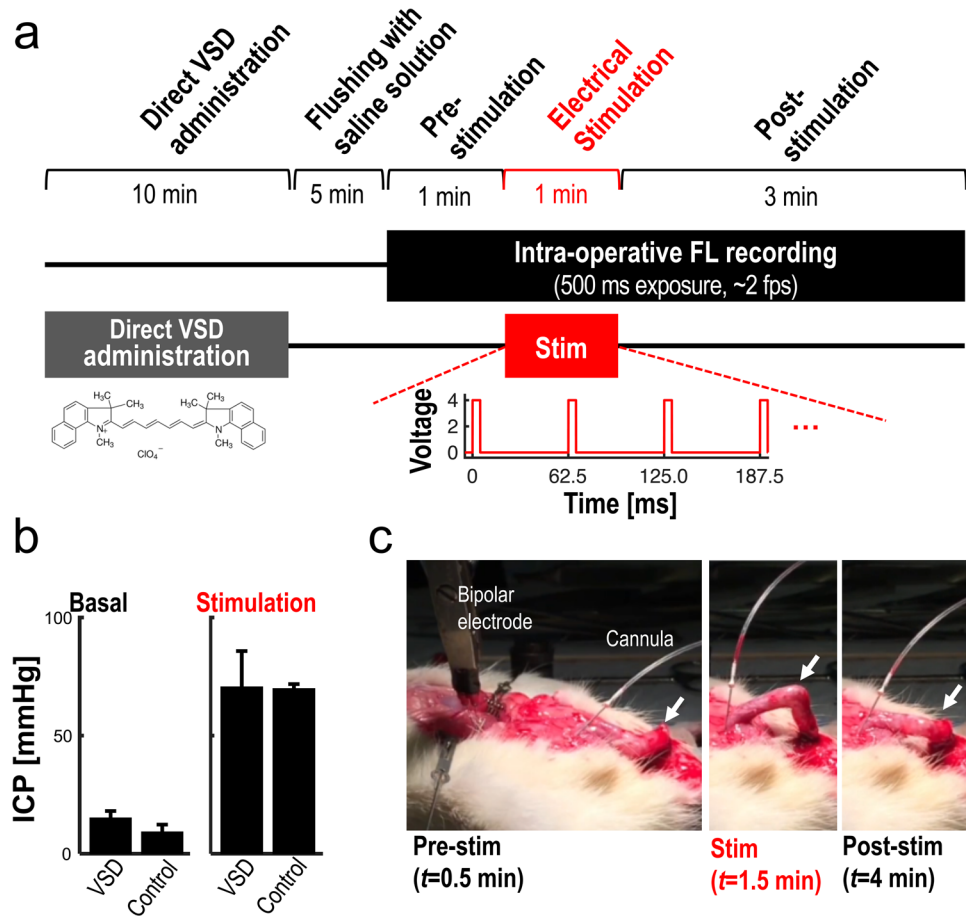 a
Direct VSD
administration
Flushing with
saline solution
Pre-
stimulation
Electrical
Stimulation
Post-
stimulation
10 min
5 min
1 min
1 min
3 min
Intra-operative FL recording
(500 ms exposure, ~2 fps)
Direct VSD
administration
Stim
H₃C CH₃
H₃C CH₃
N⁺
CH₃
N
CH₃
ClO₄⁻
Voltage
4
2
0
...
0 62.5 125.0 187.5
Time [ms]
b
Basal Stimulation
ICP [mmHg]
100
50
0
VSD
Control
VSD
Control
c
Bipolar
electrode
Cannula
Pre-stim
(t=0.5 min)
Stim
(t=1.5 min)
Post-stim
(t=4 min)